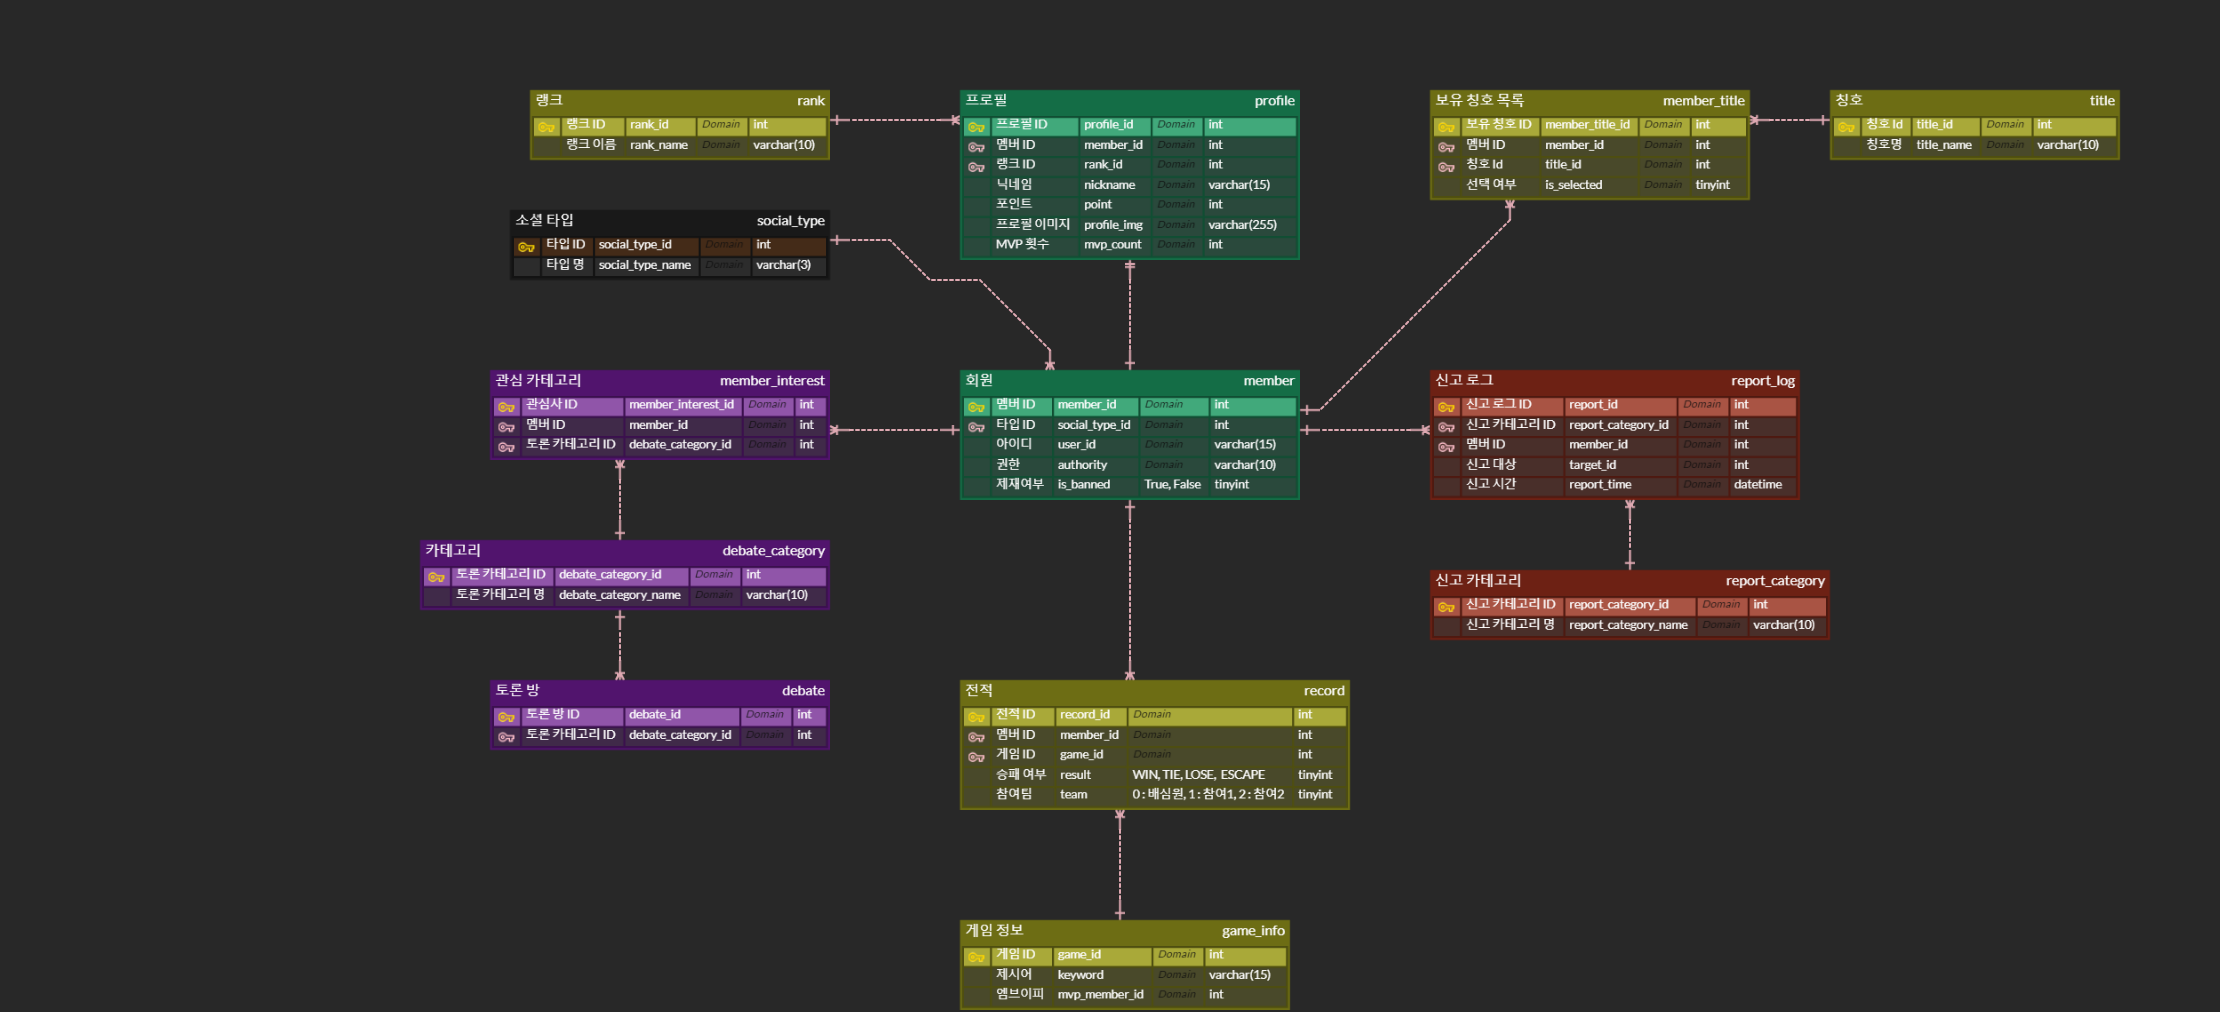 랭크 rank
랭크 ID rank_id Domain int
랭크 이름 rank_name Domain varchar(10)
프로필 profile
프로필 ID profile_id Domain int
멤버 ID member_id Domain int
랭크 ID rank_id Domain int
닉네임 nickname Domain varchar(15)
포인트 point Domain int
프로필 이미지 profile_img Domain varchar(255)
MVP 횟수 mvp_count Domain int
보유 칭호 목록 member_title
보유 칭호 ID member_title_id Domain int
멤버 ID member_id Domain int
칭호 Id title_id Domain int
선택 여부 is_selected Domain tinyint
칭호 title
칭호 Id title_id Domain int
칭호명 title_name Domain varchar(10)
소셜 타입 social_type
타입 ID social_type_id Domain int
타입 명 social_type_name Domain varchar(3)
관심 카테고리 member_interest
관심사 ID member_interest_id Domain int
멤버 ID member_id Domain int
토론 카테고리 ID debate_category_id Domain int
회원 member
멤버 ID member_id Domain int
타입 ID social_type_id Domain int
아이디 user_id Domain varchar(15)
권한 authority Domain varchar(10)
제재여부 is_banned True, False tinyint
신고 로그 report_log
신고 로그 ID report_id Domain int
신고 카테고리 ID report_category_id Domain int
멤버 ID member_id Domain int
신고 대상 target_id Domain int
신고 시간 report_time Domain datetime
카테고리 debate_category
토론 카테고리 ID debate_category_id Domain int
토론 카테고리 명 debate_category_name Domain varchar(10)
신고 카테고리 report_category
신고 카테고리 ID report_category_id Domain int
신고 카테고리 명 report_category_name Domain varchar(10)
토론 방 debate
토론 방 ID debate_id Domain int
토론 카테고리 ID debate_category_id Domain int
전적 record
전적 ID record_id Domain int
멤버 ID member_id Domain int
게임 ID game_id Domain int
승패 여부 result WIN, TIE, LOSE, ESCAPE tinyint
참여팀 team 0 : 배심원, 1 : 참여1, 2 : 참여2 tinyint
게임 정보 game_info
게임 ID game_id Domain int
제시어 keyword Domain varchar(15)
엠브이피 mvp_member_id Domain int